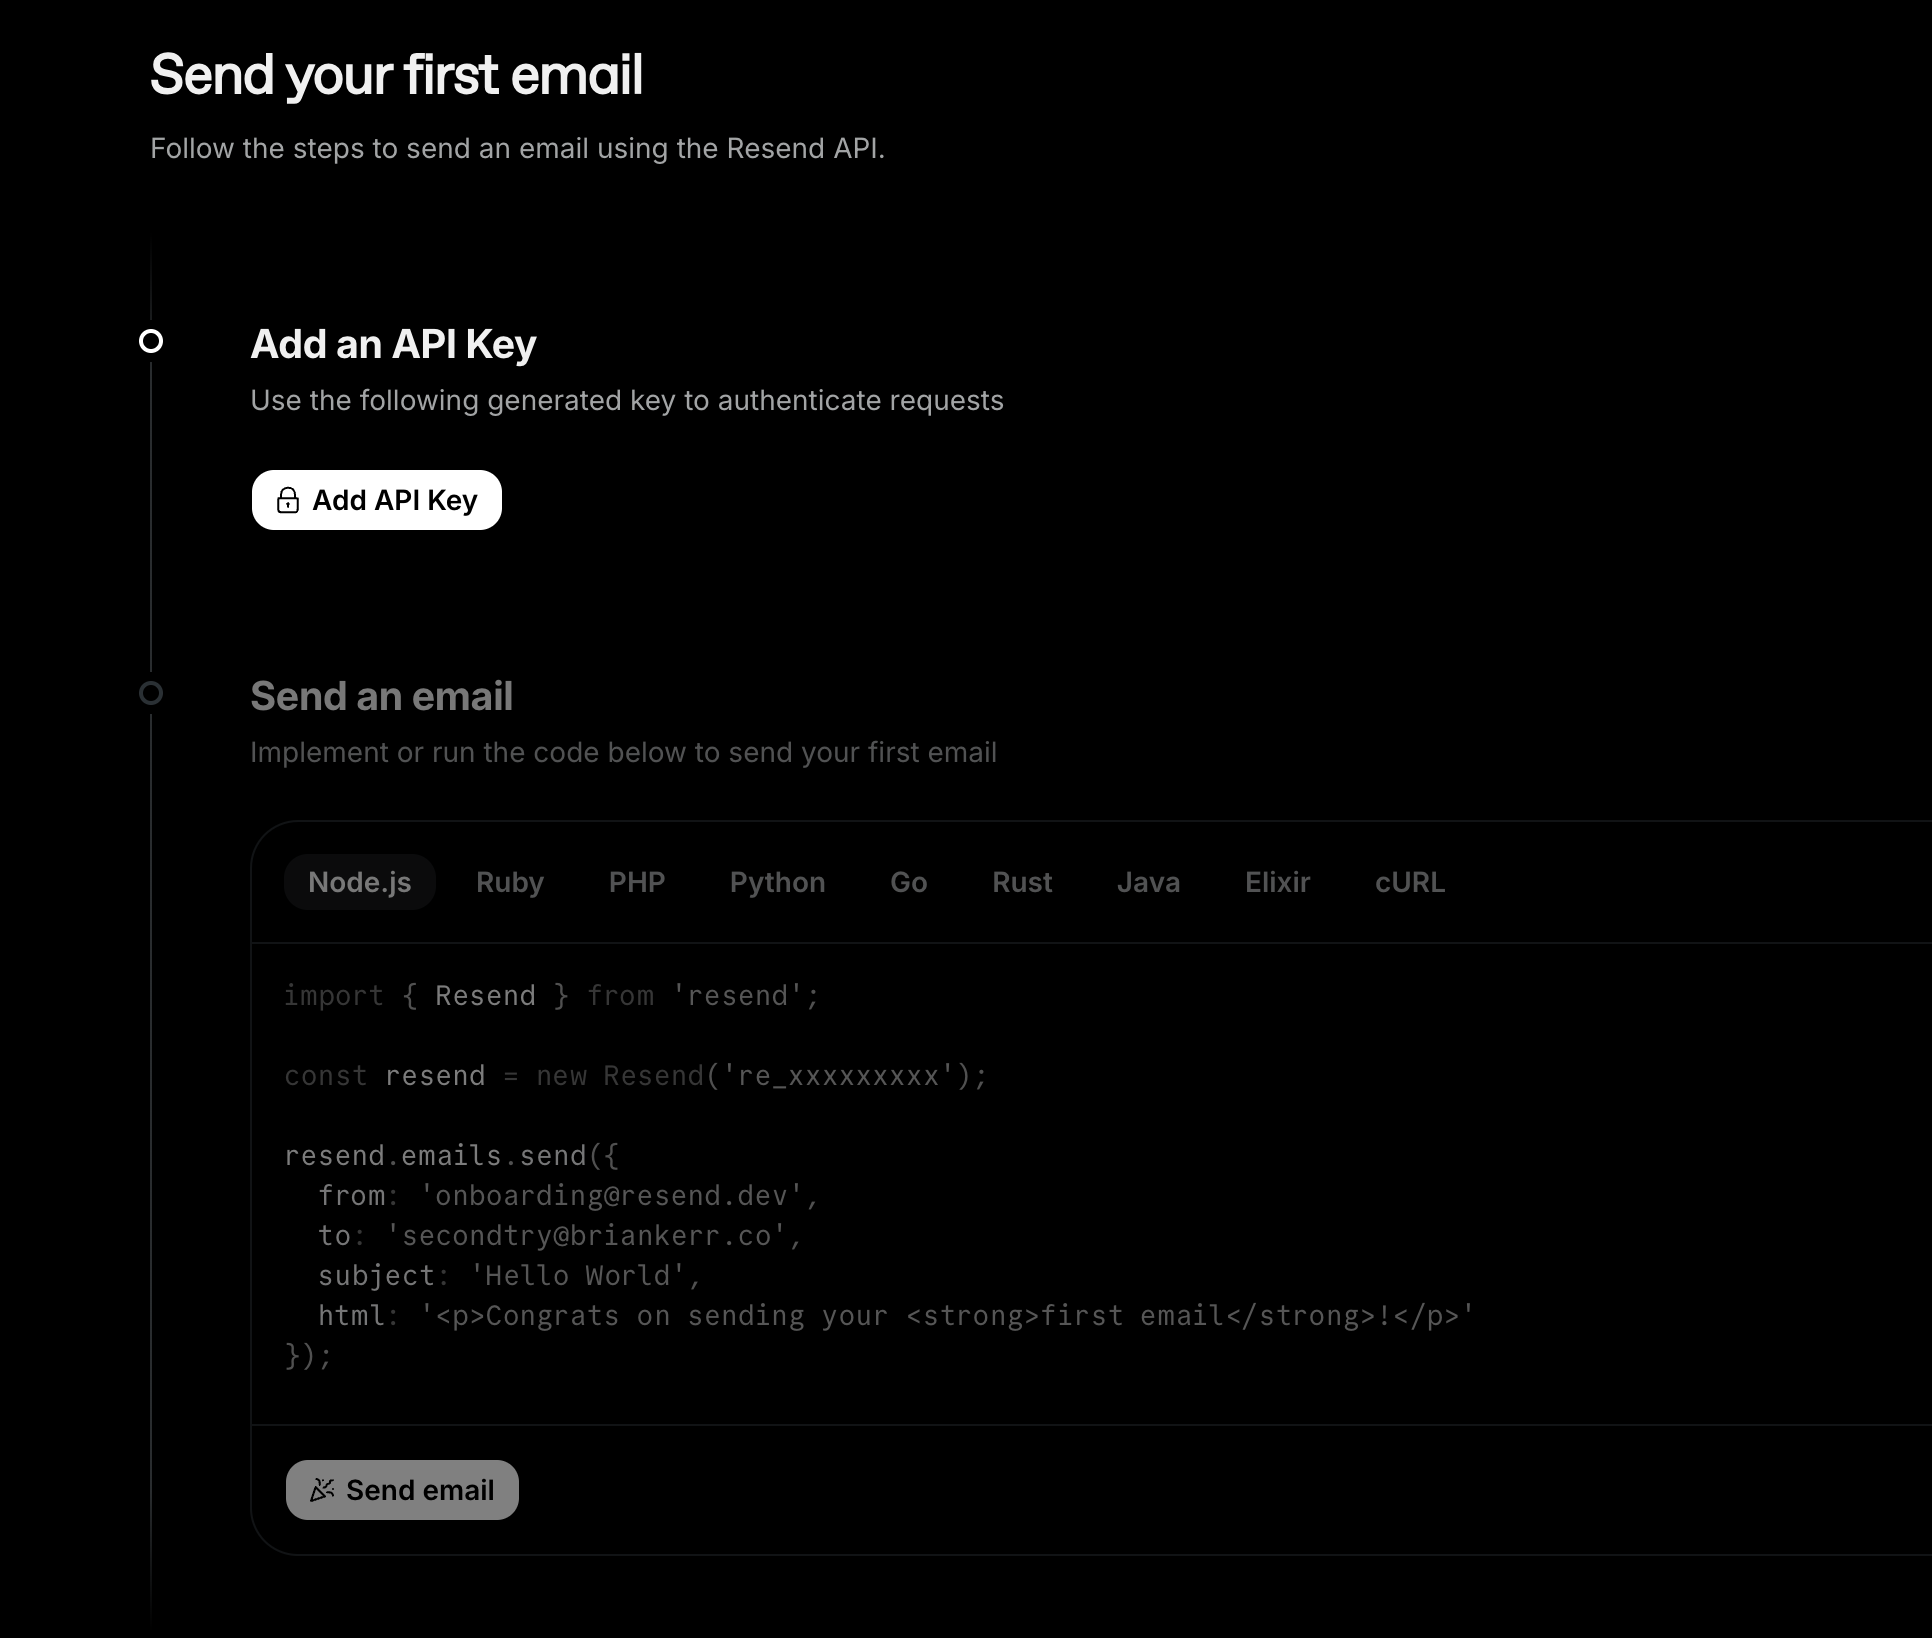 Send your first email
Follow the steps to send an email using the Resend API.
Add an API Key
Use the following generated key to authenticate requests
Add API Key
Send an email
Implement or run the code below to send your first email
Node.js Ruby PHP Python Go Rust Java Elixir cURL
import { Resend } from 'resend';
const resend = new Resend('re_xxxxxxxxx');
resend.emails.send({
  from: 'onboarding@resend.dev',
  to: 'secondtry@briankerr.co',
  subject: 'Hello World',
  html: '<p>Congrats on sending your <strong>first email</strong>!</p>'
});
Send email